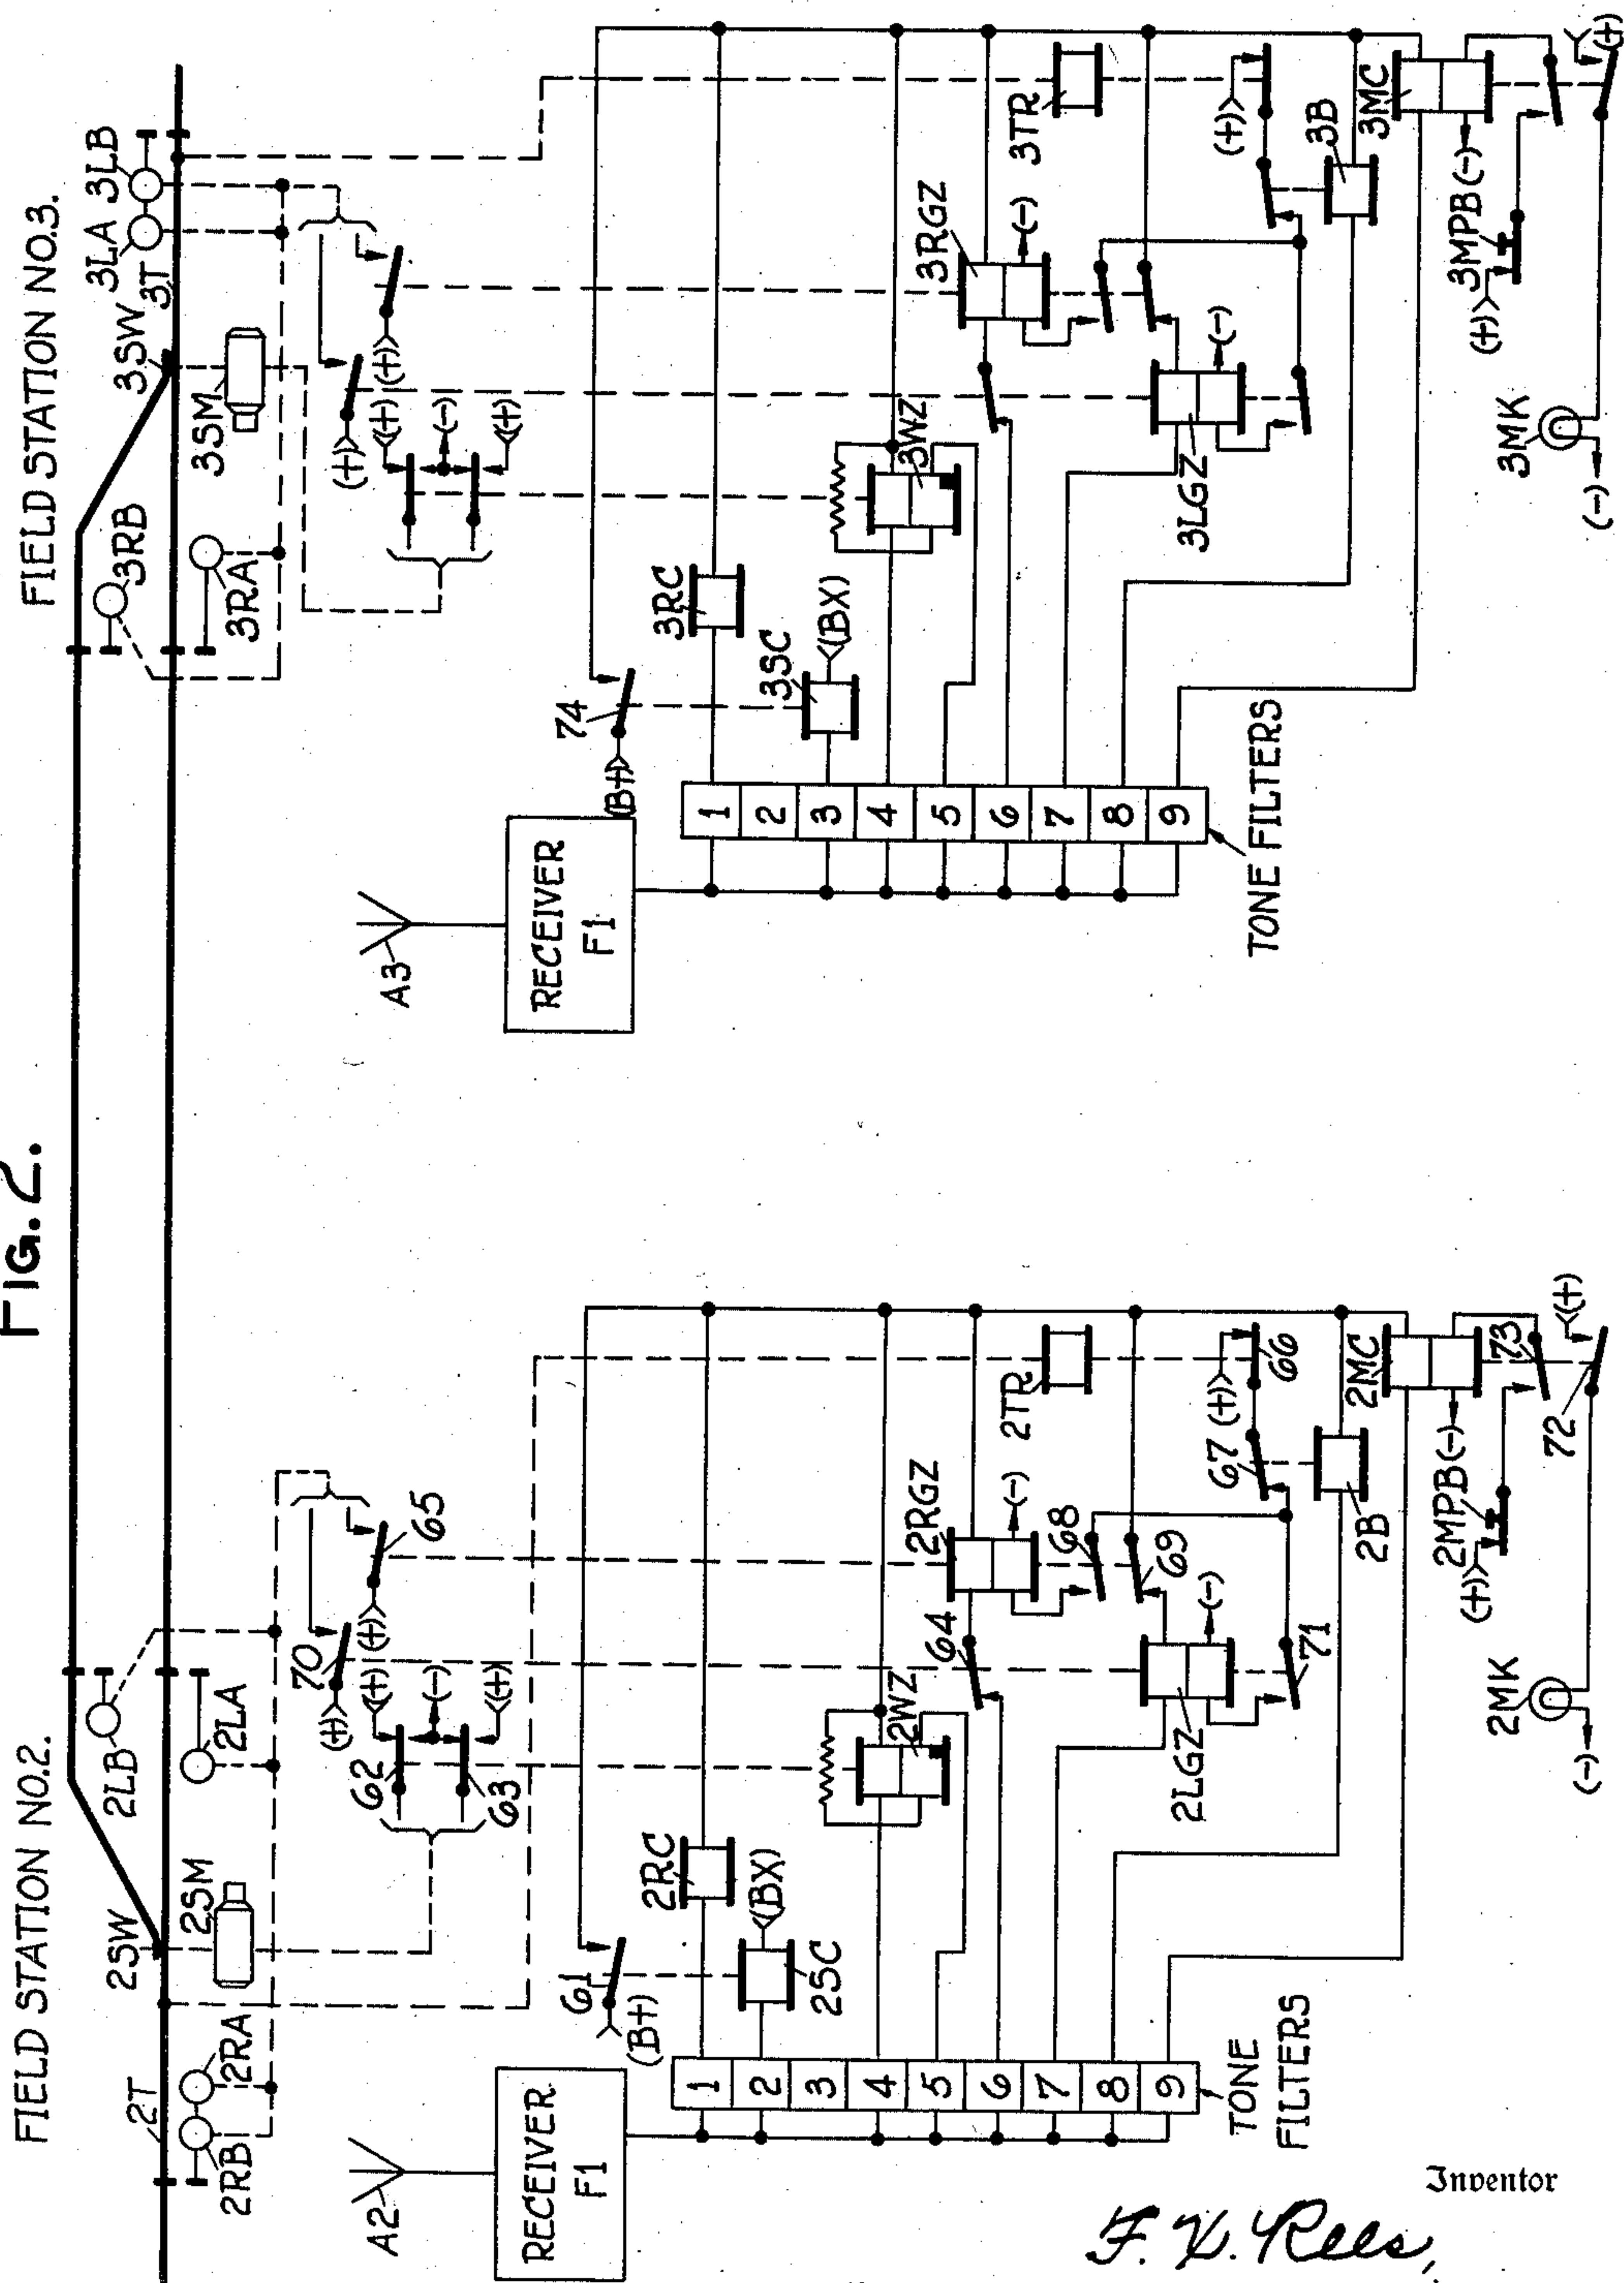 FIG. 2.
FIELD STATION NO.2.
FIELD STATION NO.3.
2SW
2SM
2T
2RA
2RB
2LB
2LA
3RB
3RA
3SW
3T
3LA
3LB
3SM
70
65
(+)
(+)
(+)
(-)
(+)
62
63
(+)
(+)
(+)
(-)
(+)
A2
RECEIVER
F1
61
(B+)
2RC
(BX)
2SC
2WZ
64
2RGZ
(-)
68
69
2TR
(+)
66
67
2LGZ
(-)
71
2B
2MC
2MPB
(-)
(+)
73
72
(+)
2MK
(-)
1
2
3
4
5
6
7
8
9
TONE
FILTERS
A3
RECEIVER
F1
74
(B+)
3RC
3SC
(BX)
3WZ
3RGZ
(-)
3TR
(+)
3LGZ
(-)
3B
3MC
3MPB
(-)
(+)
(+)
3MK
(-)
1
2
3
4
5
6
7
8
9
TONE FILTERS
Inventor
F. W. Rees,